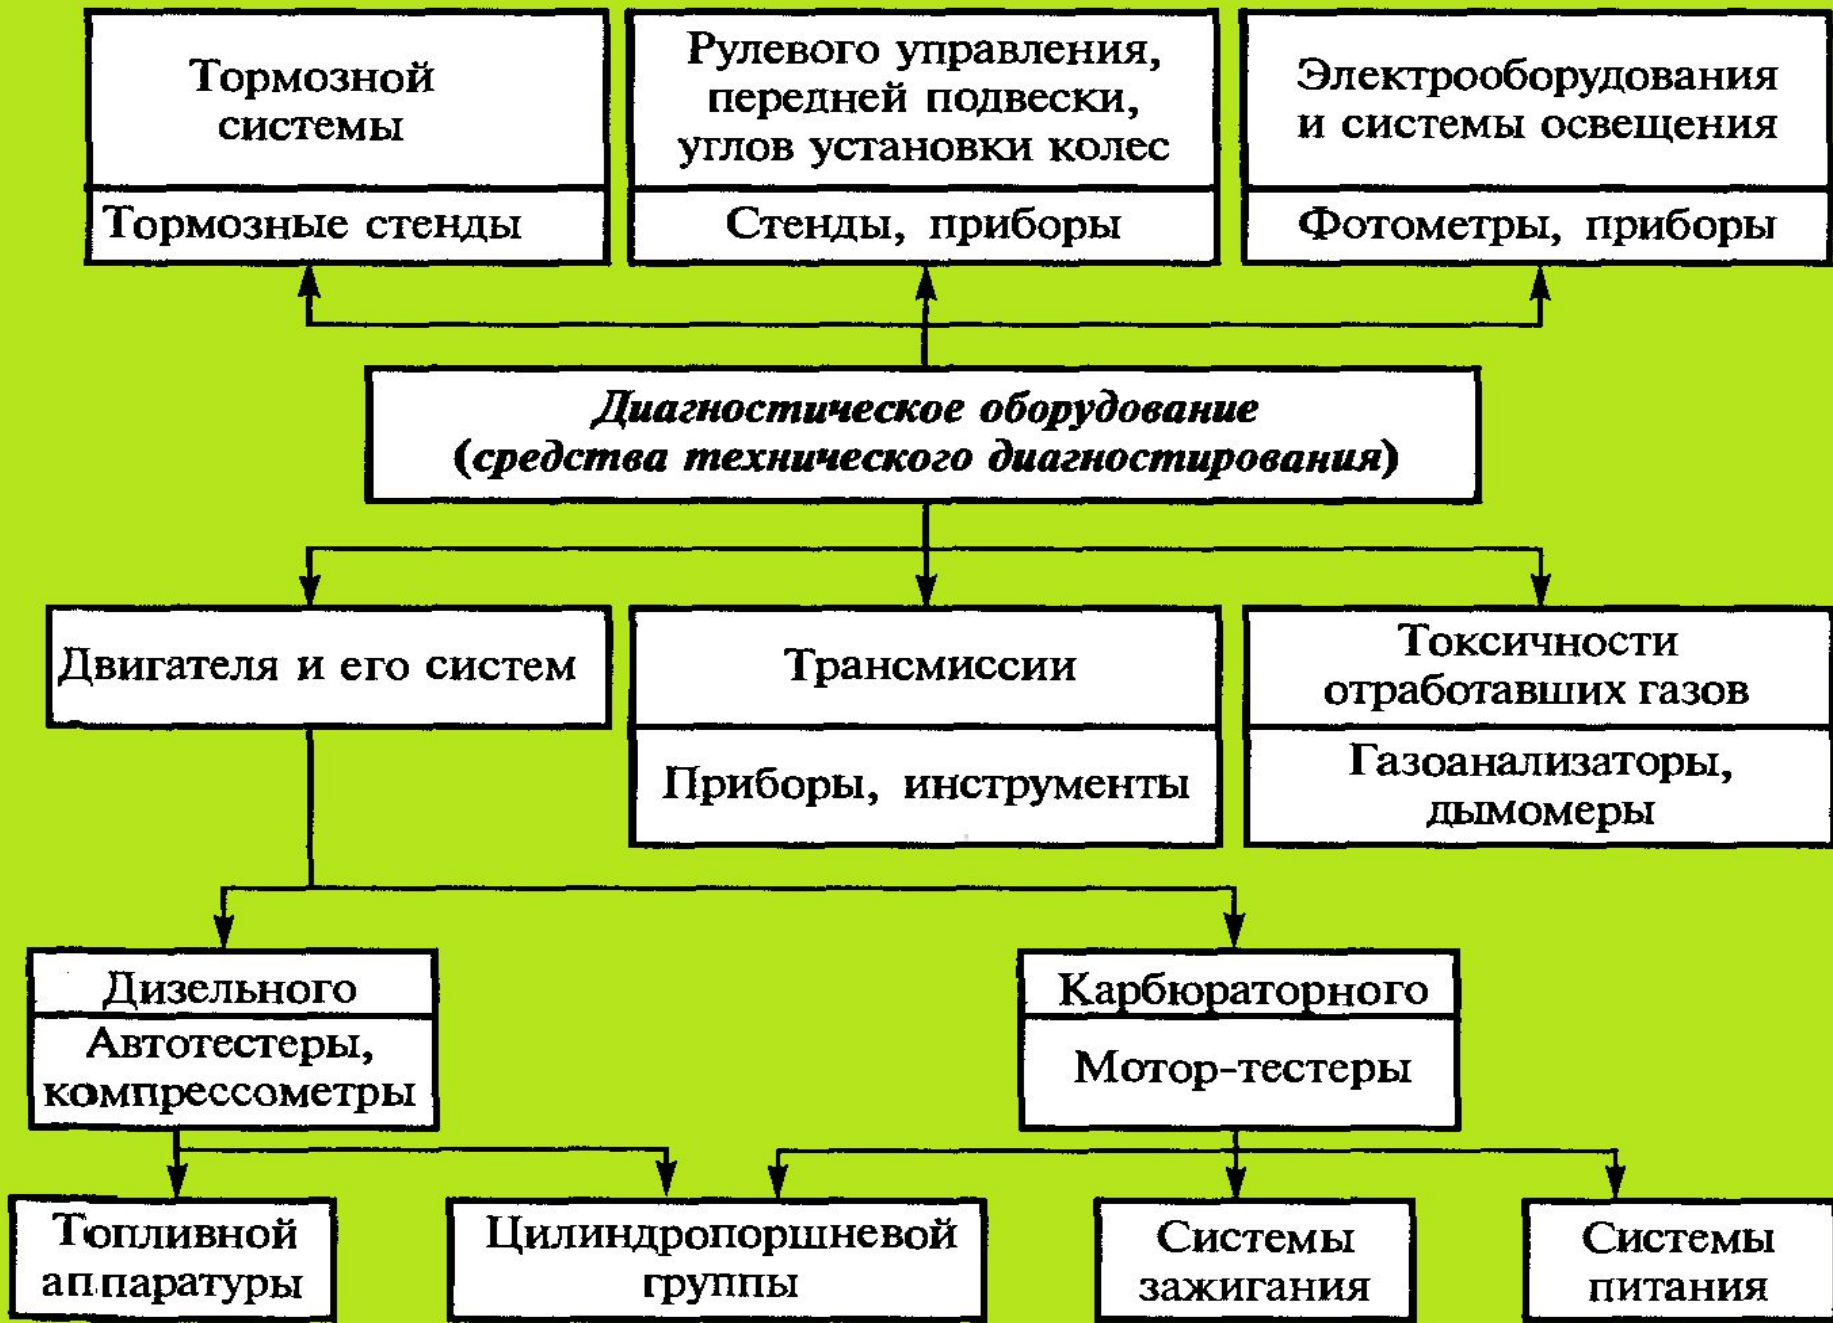 Тормозной
системы
Тормозные стенды
Рулевого управления,
передней подвески,
углов установки колес
Стенды, приборы
Электрооборудования
и системы освещения
Фотометры, приборы
Диагностическое оборудование
(средства технического диагностирования)
Двигателя и его систем
Трансмиссии
Приборы, инструменты
Токсичности
отработавших газов
Газоанализаторы,
дымомеры
Дизельного
Автотестеры,
компрессометры
Карбюраторного
Мотор-тестеры
Топливной
аппаратуры
Цилиндропоршневой
группы
Системы
зажигания
Системы
питания